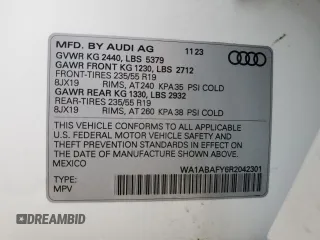 MFD. BY AUDI AG 11 23
GVWR KG 2440, LBS 5379
GAWR FRONT KG 1230, LBS 2712
FRONT-TIRES 235/55 R19
8JX19 RIMS, AT 240 KPA 35 PSI COLD
GAWR REAR KG 1330, LBS 2932
REAR-TIRES 235/55 R19
8JX19 RIMS, AT 260 KPA 38 PSI COLD
THIS VEHICLE CONFORMS TO ALL APPLICABLE
U.S. FEDERAL MOTOR VEHICLE SAFETY AND
THEFT PREVENTION STANDARDS IN EFFECT ON
THE DATE OF MANUFACTURE SHOWN ABOVE.
MEXICO WA1ABAFY6R2042301
TYPE:
MPV
DREAMBID